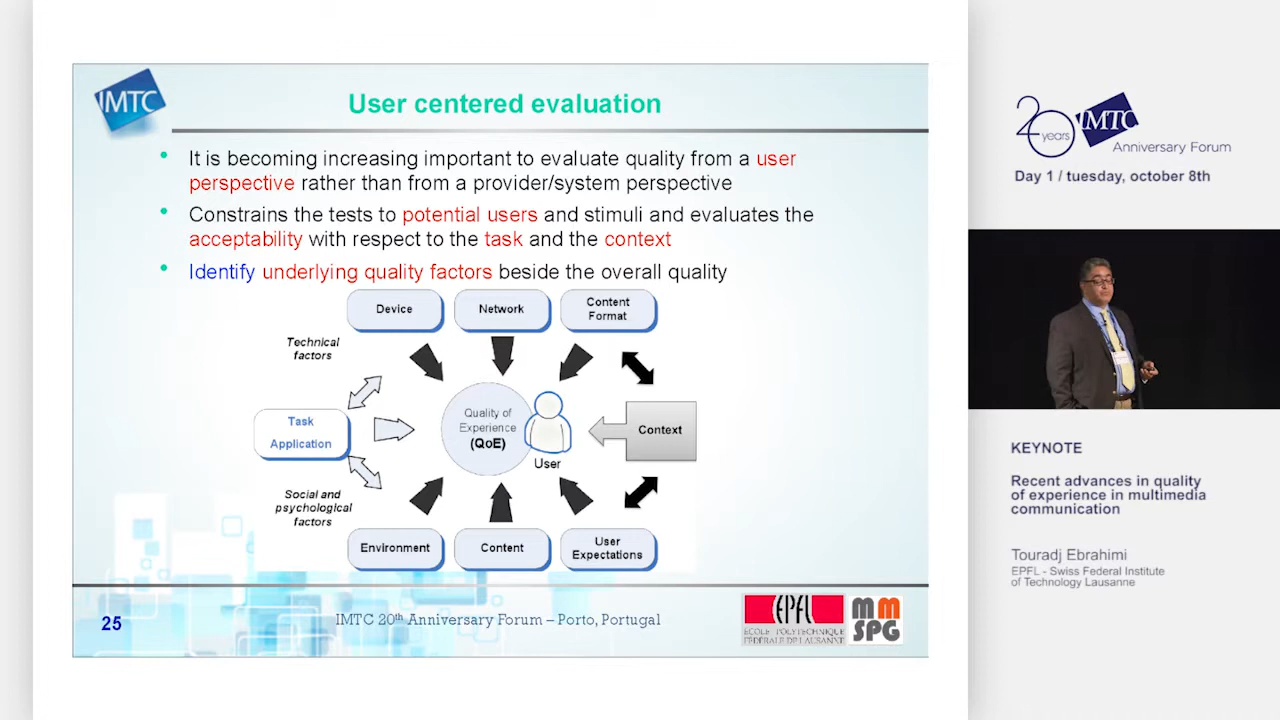 IMTC
User centered evaluation
• It is becoming increasing important to evaluate quality from a user
perspective rather than from a provider/system perspective
• Constrains the tests to potential users and stimuli and evaluates the
acceptability with respect to the task and the context
• Identify underlying quality factors beside the overall quality
Device
Network
Content
Format
Technical
factors
Task
Application
Quality of
Experience
(QoE)
User
Context
Social and
psychological
factors
Environment
Content
User
Expectations
25
IMTC 20th Anniversary Forum – Porto, Portugal
EPFL
ÉCOLE POLYTECHNIQUE
FÉDÉRALE DE LAUSANNE
MM
SPG
20 years IMTC
Anniversary Forum
Day 1 / tuesday, october 8th
KEYNOTE
Recent advances in quality
of experience in multimedia
communication
Touradj Ebrahimi
EPFL - Swiss Federal Institute
of Technology Lausanne